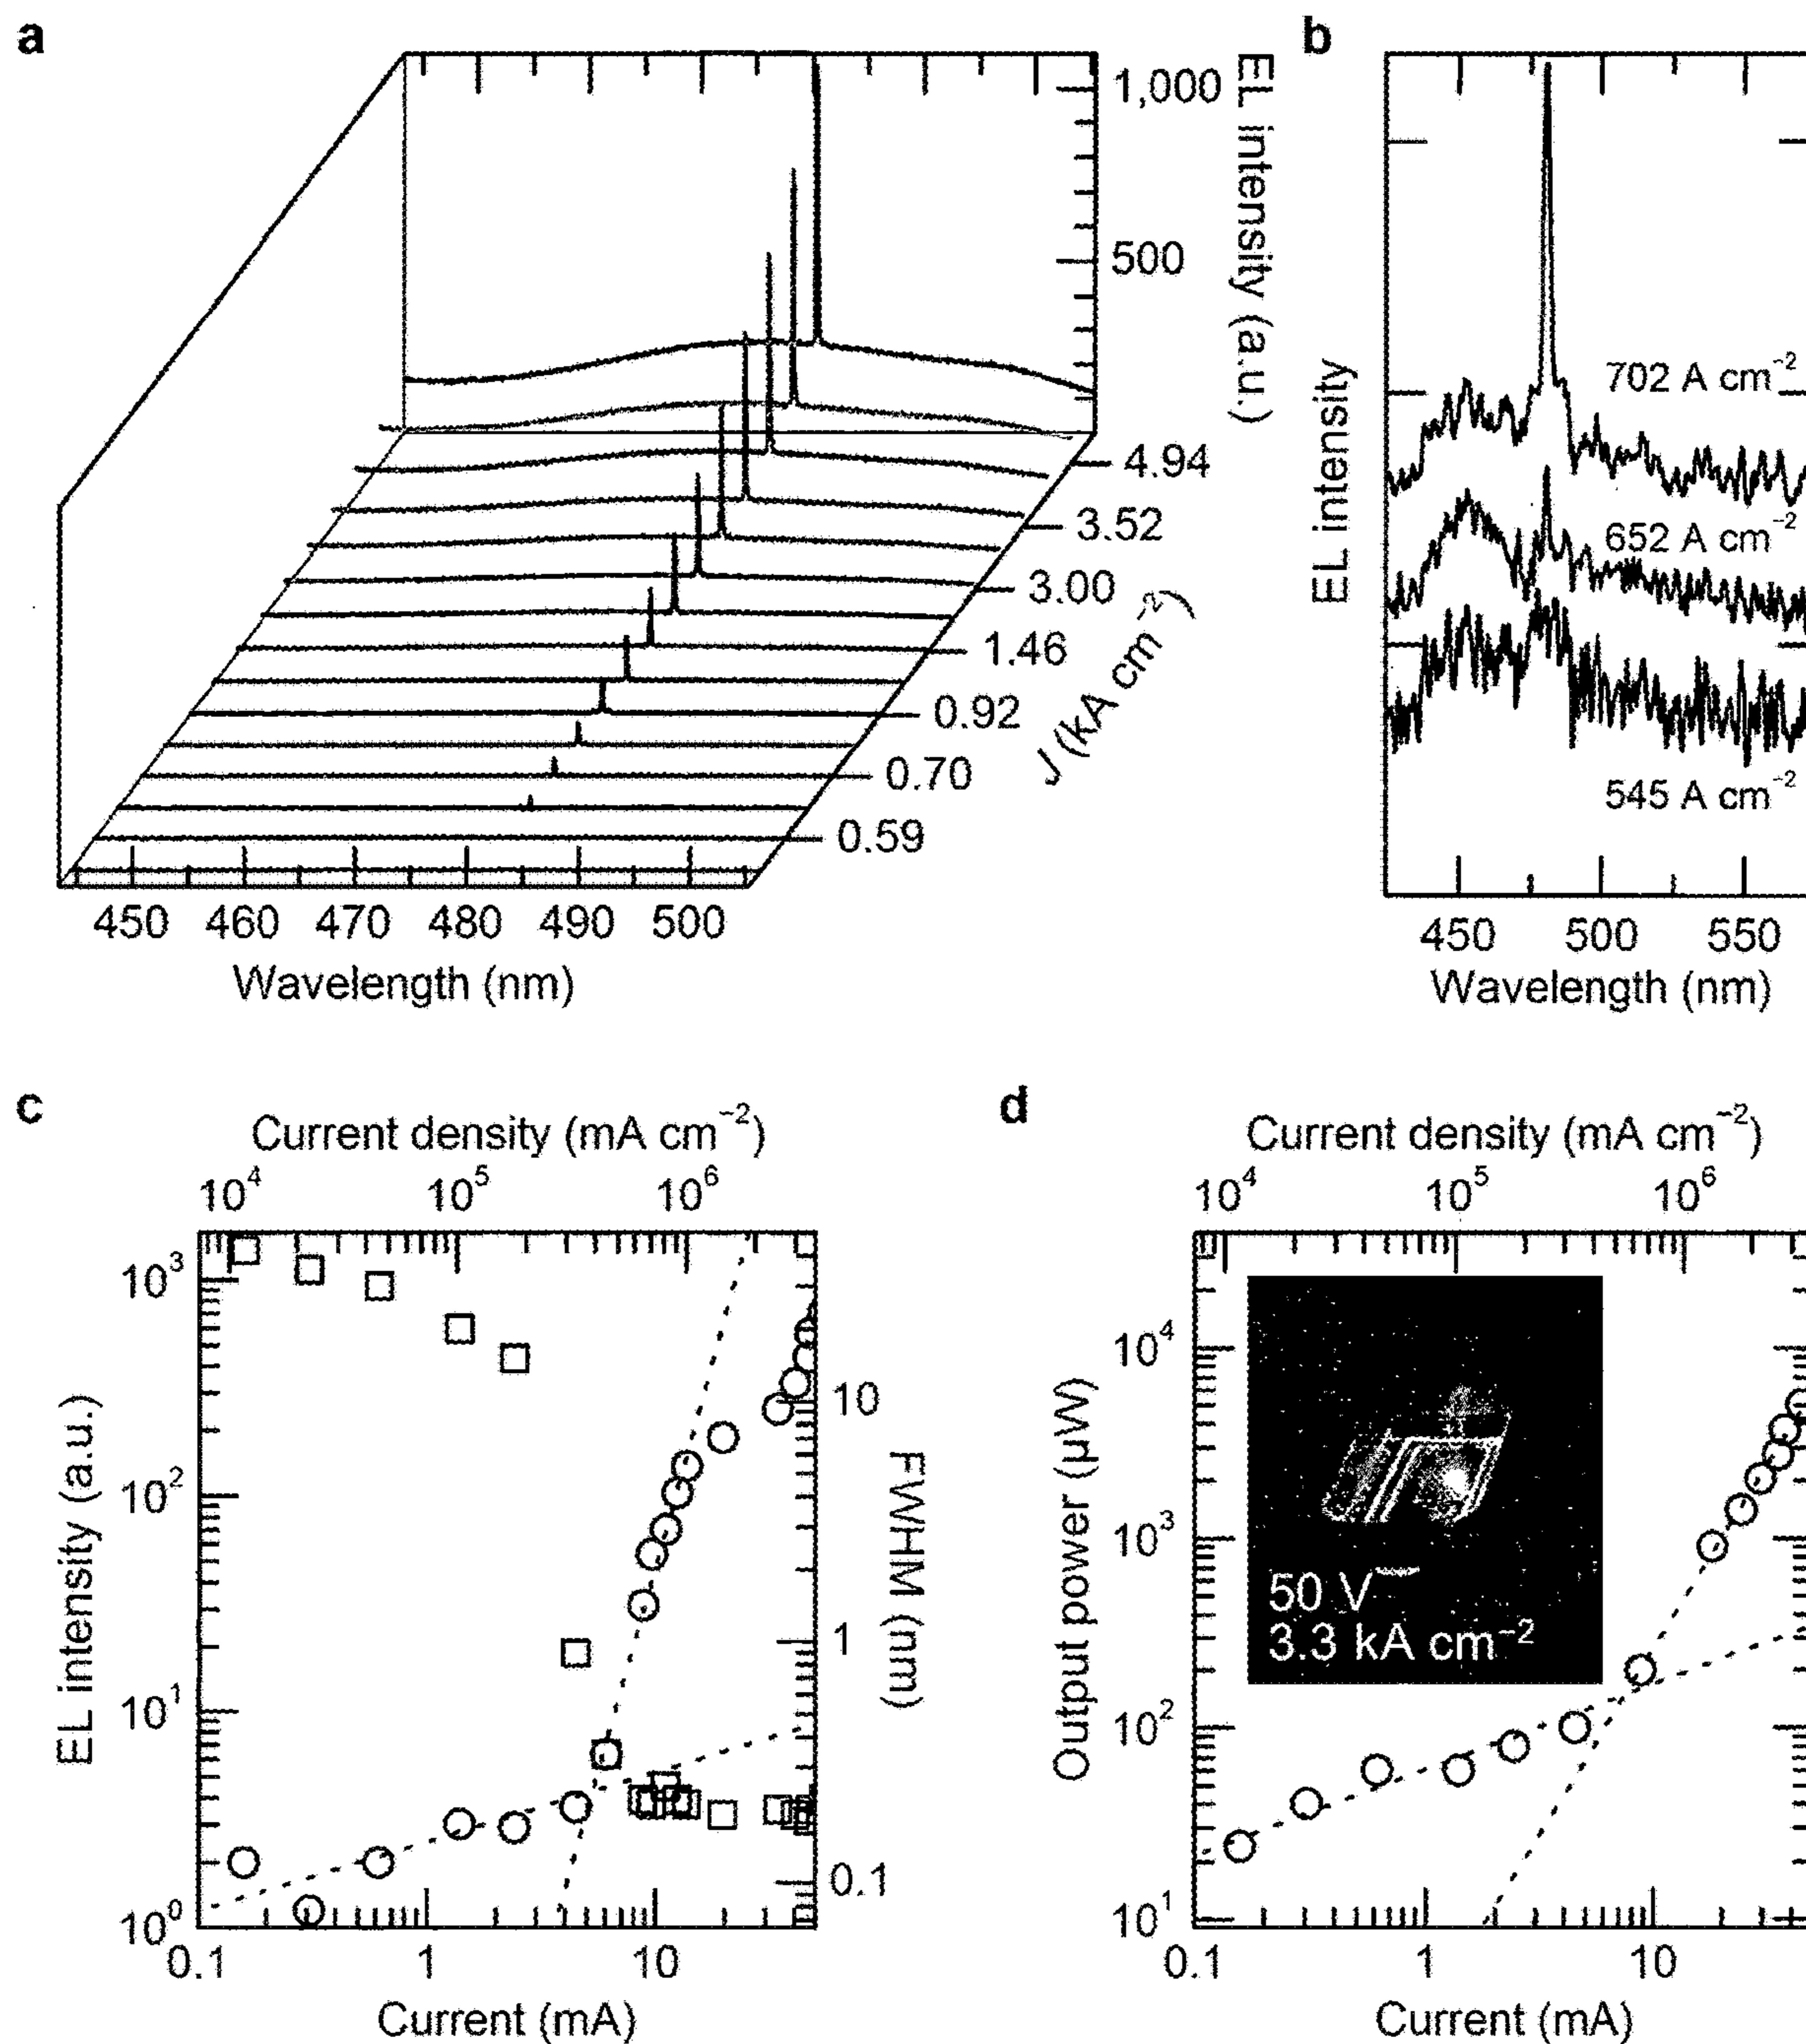 a
1,000
500
EL intensity (a.u.)
4.94
3.52
3.00
1.46
0.92
0.70
0.59
J (kA cm⁻²)
450 460 470 480 490 500
Wavelength (nm)
b
EL intensity
702 A cm⁻²
652 A cm⁻²
545 A cm⁻²
450 500 550
Wavelength (nm)
c
Current density (mA cm⁻²)
10⁴ 10⁵ 10⁶
EL intensity (a.u.)
10³
10²
10¹
10⁰
10
1
0.1
FWHM (nm)
0.1 1 10
Current (mA)
d
Current density (mA cm⁻²)
10⁴ 10⁵ 10⁶
Output power (µW)
10⁴
10³
10²
10¹
50 V
3.3 kA cm⁻²
0.1 1 10
Current (mA)